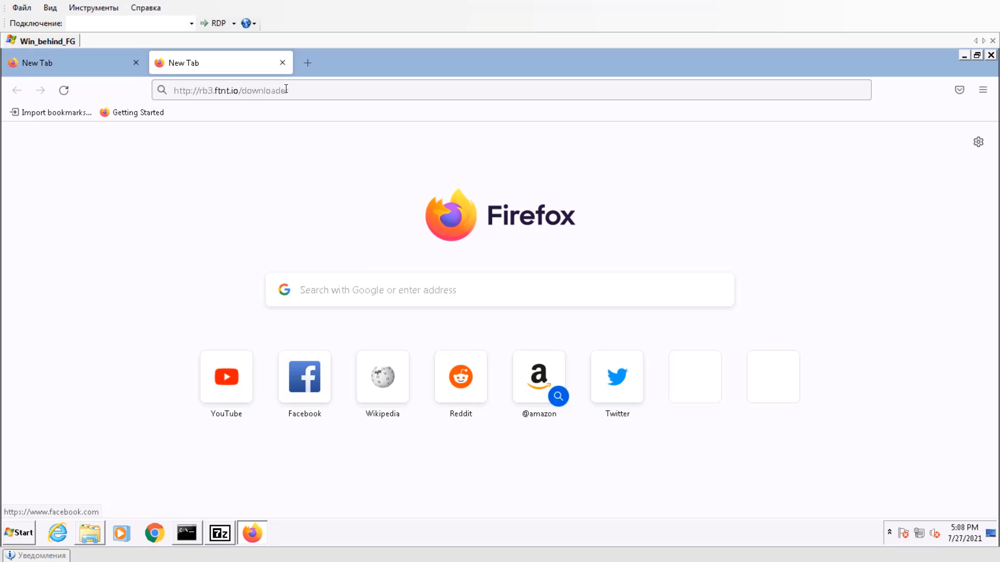 Файл Вид Инструменты Справка
Подключение: RDP
Win_behind_FG
New Tab New Tab
http://rb3.ftnt.io/downloader
Import bookmarks... Getting Started
Firefox
Search with Google or enter address
a
YouTube Facebook Wikipedia Reddit @amazon Twitter
https://www.facebook.com
Start C:\_ 7z 5:08 PM
7/27/2021
Уведомления